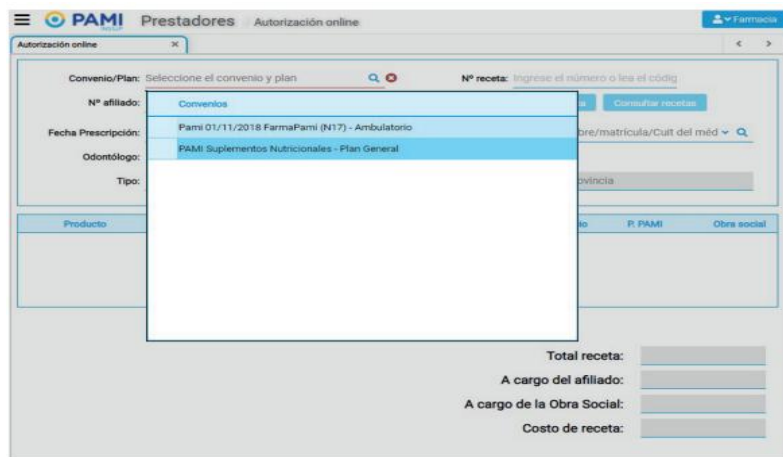 PAMI Prestadores Autorización online
INSSJP
Farmacia
Autorización online
Convenio/Plan: Seleccione el convenio y plan
Nº receta: Ingrese el número o lea el códig
Nº afiliado:
Consultar recetas
Fecha Prescripción:
bre/matrícula/Cuit del méd
Odontólogo:
Tipo:
ovincia
Convenios
Pami 01/11/2018 FarmaPami (N17) - Ambulatorio
PAMI Suplementos Nutricionales - Plan General
Producto
io P. PAMI Obra social
Total receta:
A cargo del afiliado:
A cargo de la Obra Social:
Costo de receta: